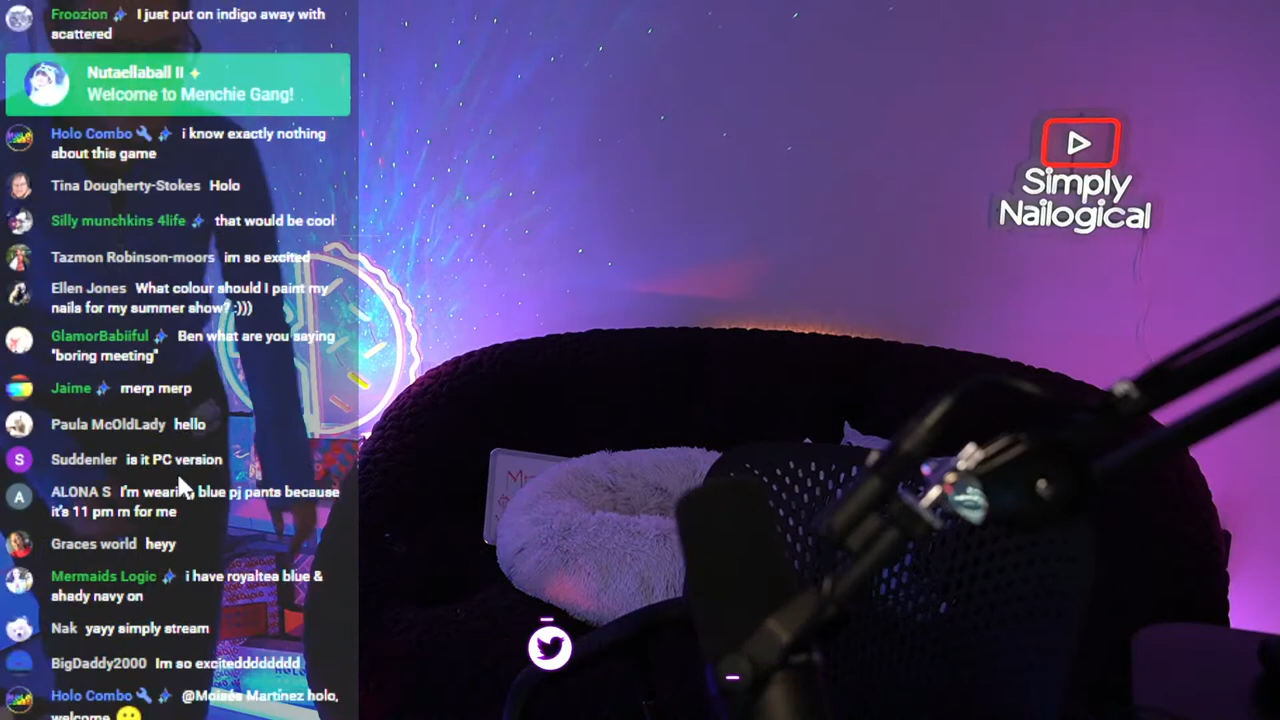 Froozion I just put on indigo away with
scattered
Nutaellaball II
Welcome to Menchie Gang!
Holo Combo i know exactly nothing
about this game
Tina Dougherty-Stokes Holo
Silly munchkins 4life that would be cool
Tazmon Robinson-moors im so excited
Ellen Jones What colour should I paint my
nails for my summer show? :)))
GlamorBabiiful Ben what are you saying
"boring meeting"
Jaime merp merp
Paula McOldLady hello
S Suddenler is it PC version
A ALONA S I'm wearing blue pj pants because
it's 11 pm rn for me
Graces world heyy
Mermaids Logic i have royaltea blue &
shady navy on
Nak yayy simply stream
BigDaddy2000 Im so exciteddddddd
Holo Combo @Moisés Martínez holo,
welcome
Simply
Nailogical